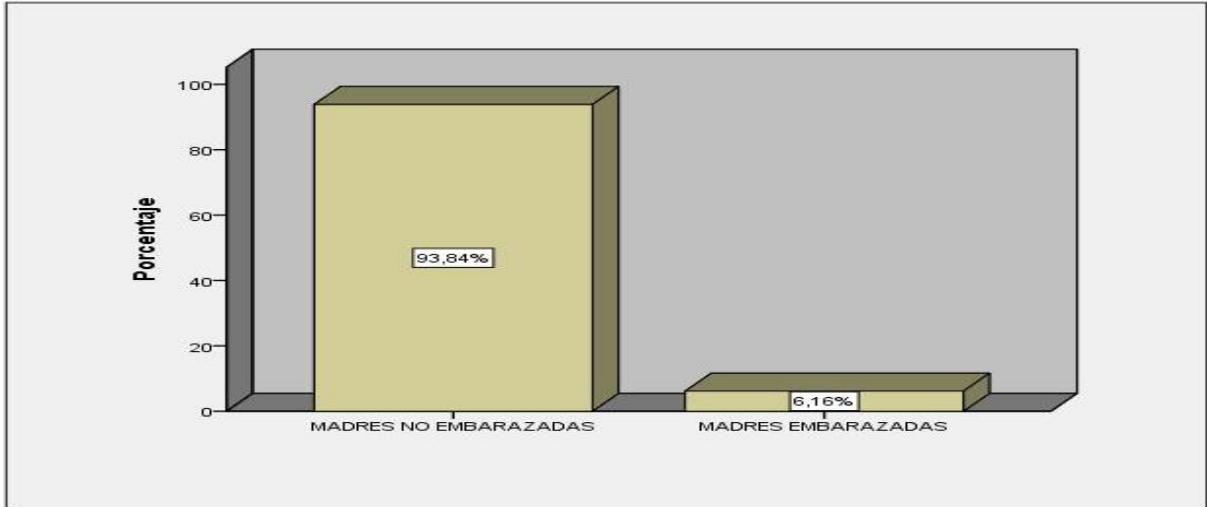 Porcentaje
100
80
60
40
20
0
93,84%
6,16%
MADRES NO EMBARAZADAS
MADRES EMBARAZADAS